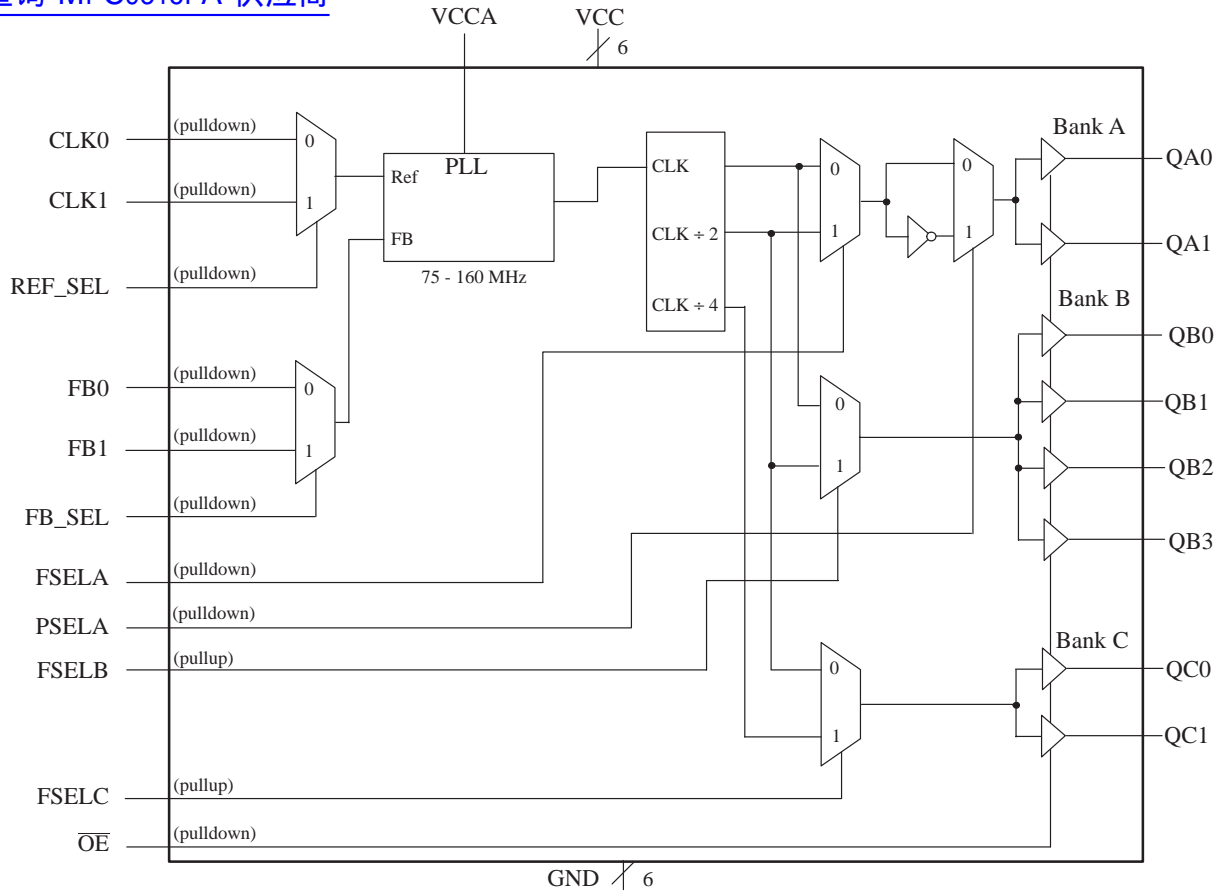 VCCA
VCC
6
CLK0
(pulldown)
0
CLK1
(pulldown)
1
REF_SEL
(pulldown)
PLL
Ref
FB
75 - 160 MHz
CLK
CLK ÷ 2
CLK ÷ 4
0
1
0
1
Bank A
QA0
QA1
Bank B
QB0
QB1
QB2
QB3
FB0
(pulldown)
0
FB1
(pulldown)
1
FB_SEL
(pulldown)
0
1
FSELA
(pulldown)
PSELA
(pulldown)
FSELB
(pullup)
0
1
Bank C
QC0
QC1
FSELC
(pullup)
OE
(pulldown)
GND
6